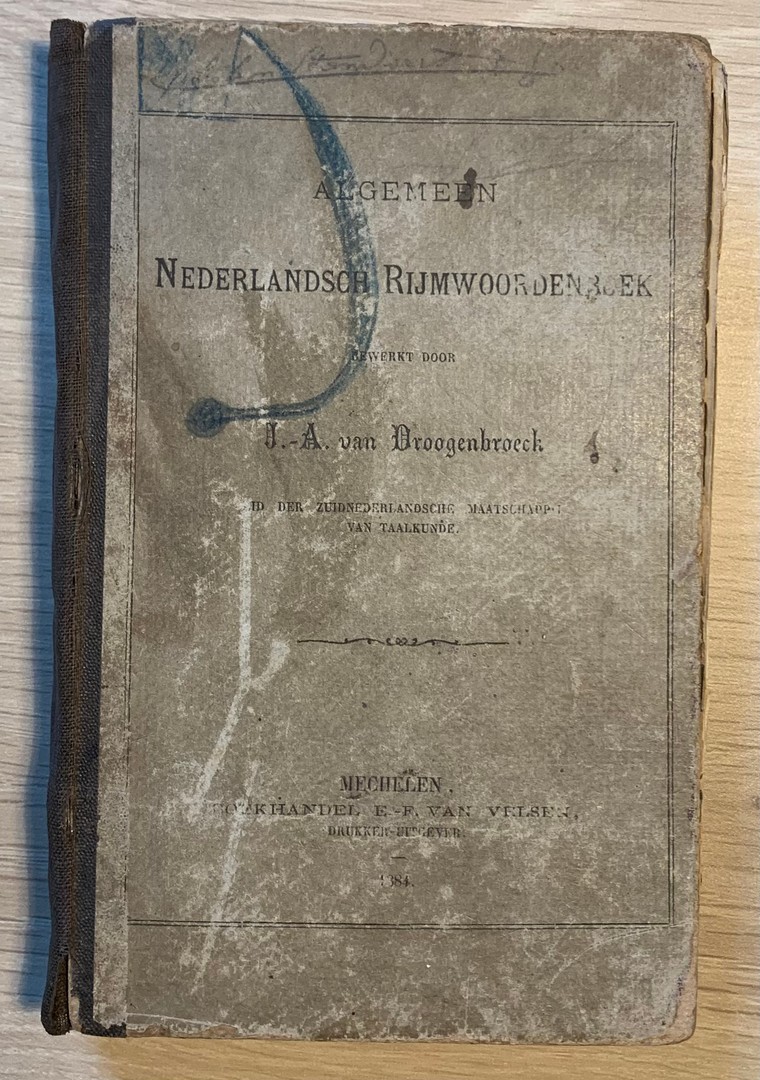 ALGEMEEN
NEDERLANDSCH RIJMWOORDENBOEK
BEWERKT DOOR
J.-A. van Droogenbroeck
DER ZUIDNEDERLANDSCHE MAATSCHAPPIJ
VAN TAALKUNDE.
MECHELEN,
BOEKHANDEL E.-F. VAN VELSEN,
DRUKKER-UITGEVER
1884.